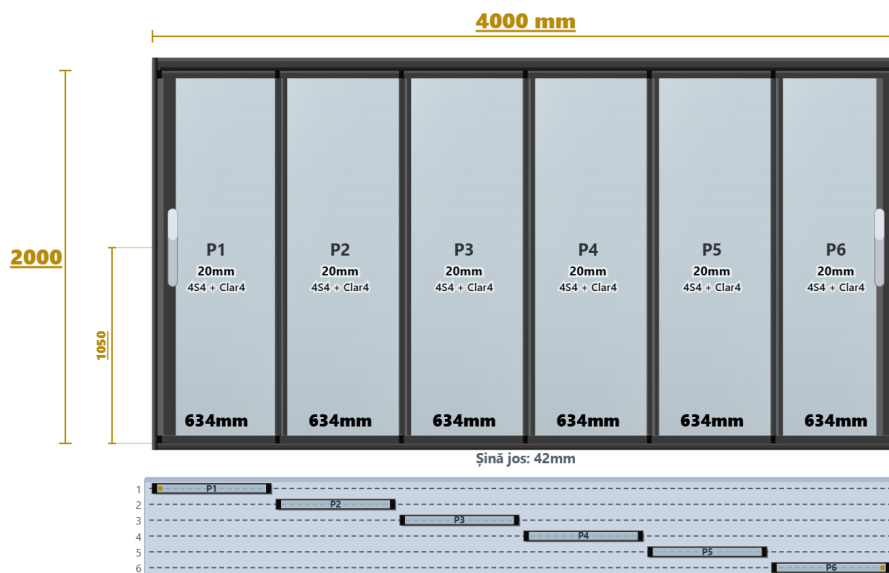 4000 mm
2000
1050
P1 P2 P3 P4 P5 P6
20mm 20mm 20mm 20mm 20mm 20mm
4S4 + Clar4 4S4 + Clar4 4S4 + Clar4 4S4 + Clar4 4S4 + Clar4 4S4 + Clar4
634mm 634mm 634mm 634mm 634mm 634mm
Șină jos: 42mm
1 P1
2 P2
3 P3
4 P4
5 P5
6 P6